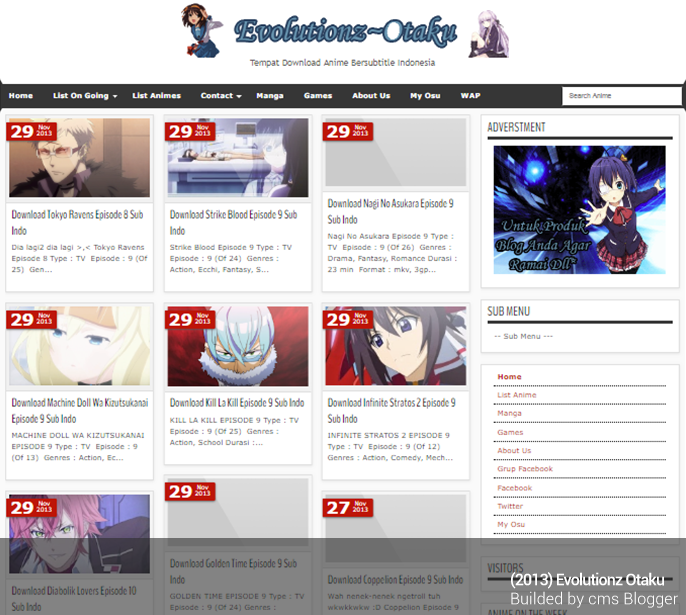 Evolutionz~Otaku
Tempat Download Anime Bersubtitle Indonesia
Home List On Going Contact List Animes Manga Games About Us My Osu WAP
Search Anime
29 Nov 2013
Download Tokyo Ravens Episode 8 Sub
Indo
Dia lagi2 dia lagi >,< Tokyo Ravens
Episode 8 Type : TV Episode : 9 (Of
25) Gen...
29 Nov 2013
Download Strike Blood Episode 9 Sub
Indo
Strike Blood Episode 9 Type : TV
Episode : 9 (Of 24) Genres :
Action, Ecchi, Fantasy, S...
29 Nov 2013
Download Nagi No Asukara Episode 9
Sub Indo
Nagi No Asukara Episode 9 Type :
TV Episode : 9 (Of 26) Genres :
Drama, Fantasy, Romance Durasi :
23 min Format : mkv, 3gp...
29 Nov 2013
Download Machine Doll Wa Kizutsukanai
Episode 9 Sub Indo
MACHINE DOLL WA KIZUTSUKANAI
EPISODE 9 Type : TV Episode : 9
(Of 13) Genres : Action, Ec...
29 Nov 2013
Download Kill La Kill Episode 9 Sub Indo
KILL LA KILL EPISODE 9 Type : TV
Episode : 9 (Of 25) Genres :
Action, School Durasi :...
29 Nov 2013
Download Infinite Stratos 2 Episode 9
Sub Indo
INFINITE STRATOS 2 EPISODE 9
Type : TV Episode : 9 (Of 12)
Genres : Action, Comedy, Mech...
29 Nov 2013
Download Diabolik Lovers Episode 10
Sub Indo
29 Nov 2013
Download Golden Time Episode 9 Sub
Indo
GOLDEN TIME EPISODE 9 Type : TV
27 Nov 2013
Download Coppelion Episode 9 Sub Indo
Wah nenek-nenek ngetroll tuh
wkwkkwkw :D Coppelion Episode 9
ADVERSTMENT
Untuk Produk
Blog Anda Agar
Ramai Dll"
SUB MENU
-- Sub Menu ---
Home
List Anime
Manga
Games
About Us
Grup Facebook
Facebook
Twitter
My Osu
VISITORS
ANIME ON THE WEEK
(2013) Evolutionz Otaku
Builded by cms Blogger